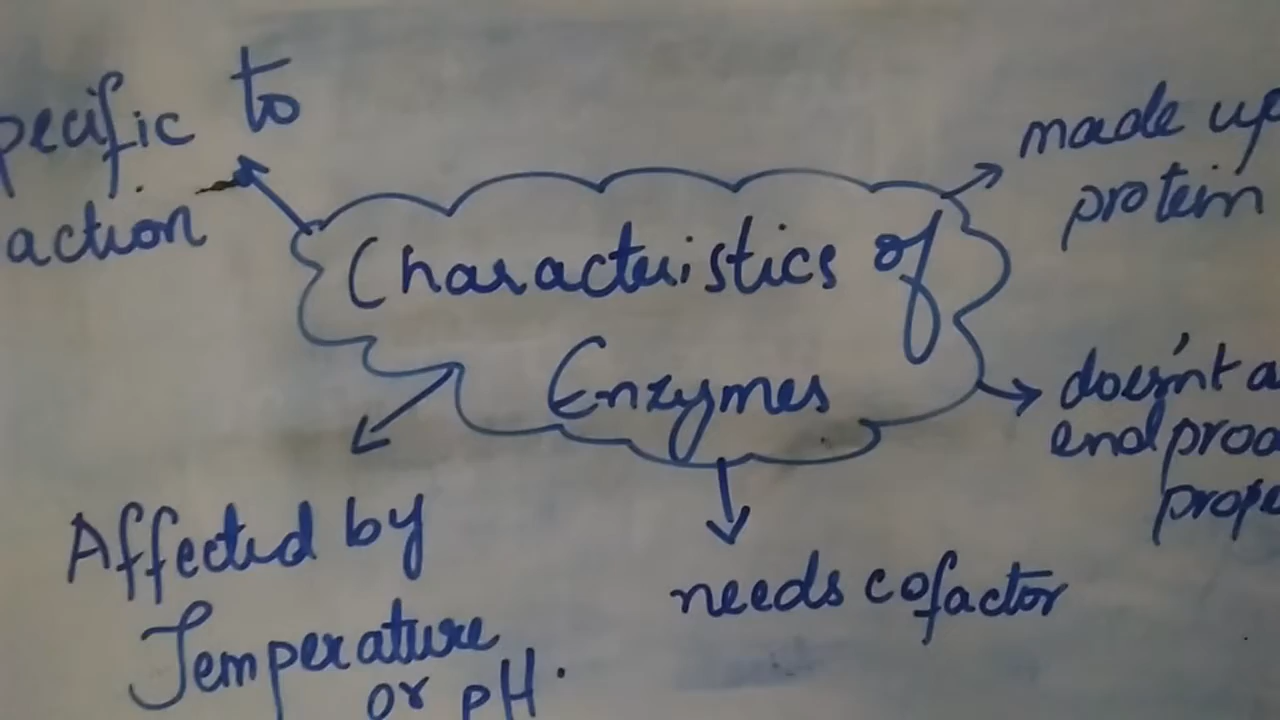 pecific to
action
made up
protein
Characteristics of
Enzymes
doesn't a
end prod
prope
Affected by
Temperature
or pH.
needs cofactor